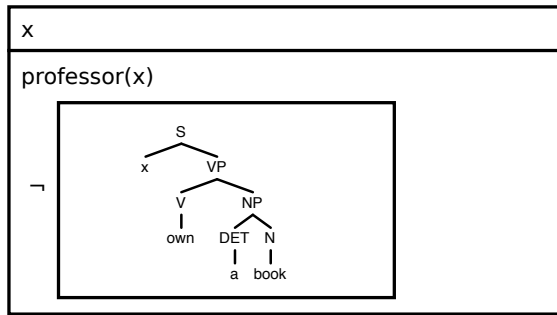 x
professor(x)
S
x VP
¬
V NP
own DET N
a book